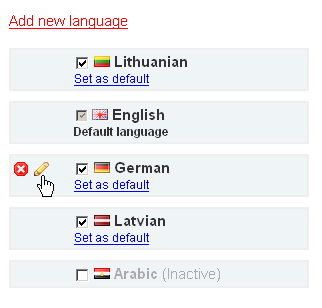 Add new language
Lithuanian
Set as default
English
Default language
German
Set as default
Latvian
Set as default
Arabic (Inactive)